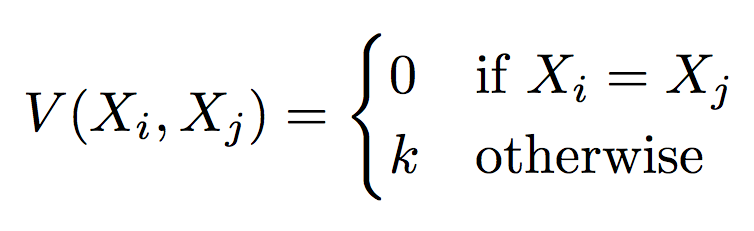 V(X_i, X_j) = { 0 if X_i = X_j
k otherwise